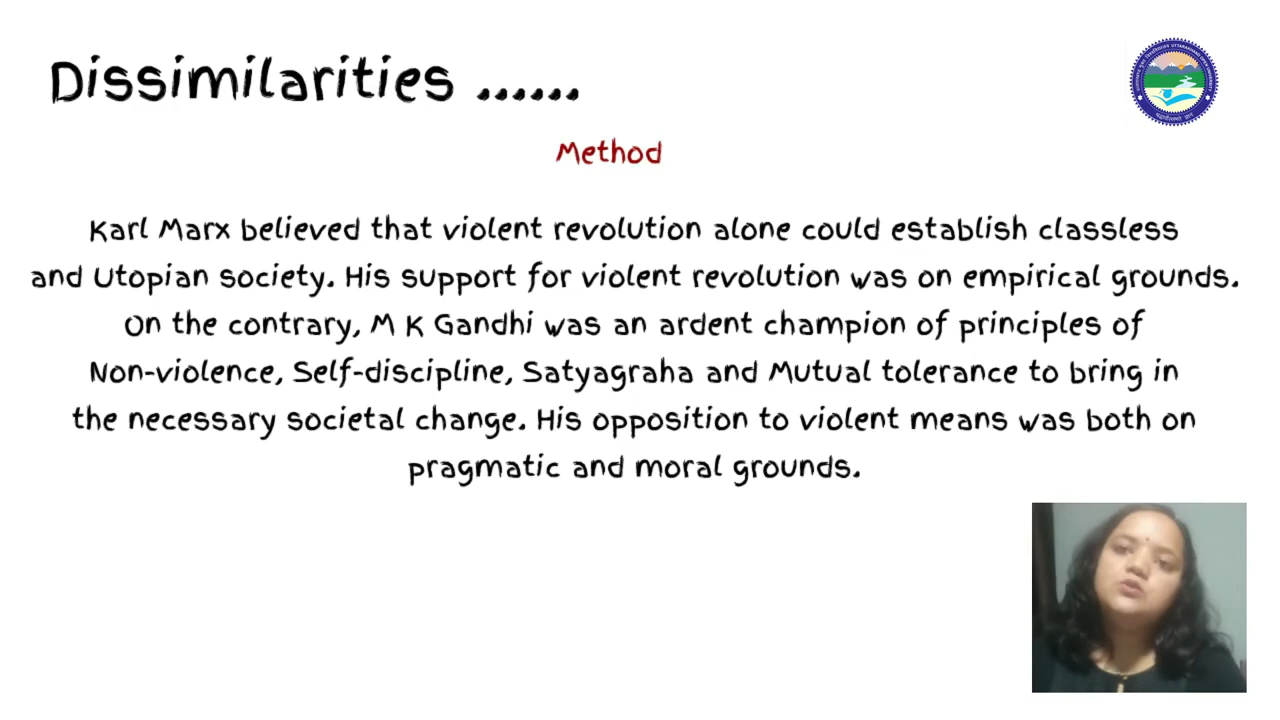 Dissimilarities ......
Method
Karl Marx believed that violent revolution alone could establish classless
and Utopian society. His support for violent revolution was on empirical grounds.
On the contrary, M K Gandhi was an ardent champion of principles of
Non-violence, Self-discipline, Satyagraha and Mutual tolerance to bring in
the necessary societal change. His opposition to violent means was both on
pragmatic and moral grounds.